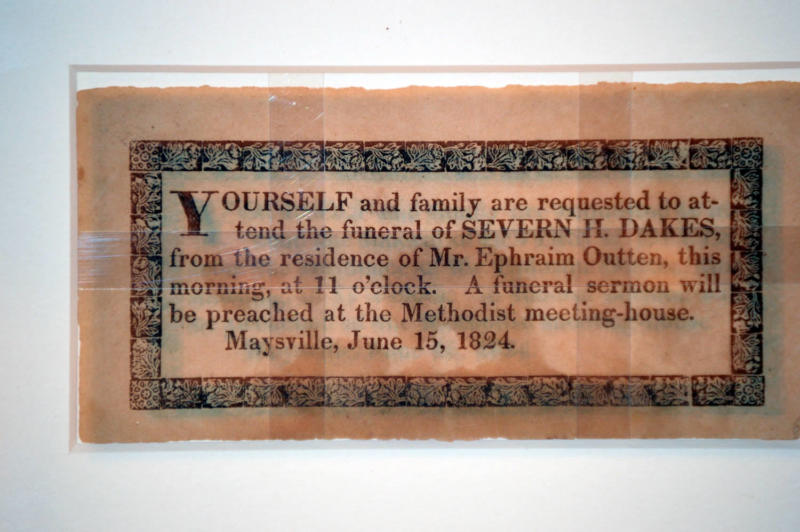 YOURSELF and family are requested to at-
tend the funeral of SEVERN H. DAKES,
from the residence of Mr. Ephraim Outten, this
morning, at 11 o'clock. A funeral sermon will
be preached at the Methodist meeting-house.
Maysville, June 15, 1824.